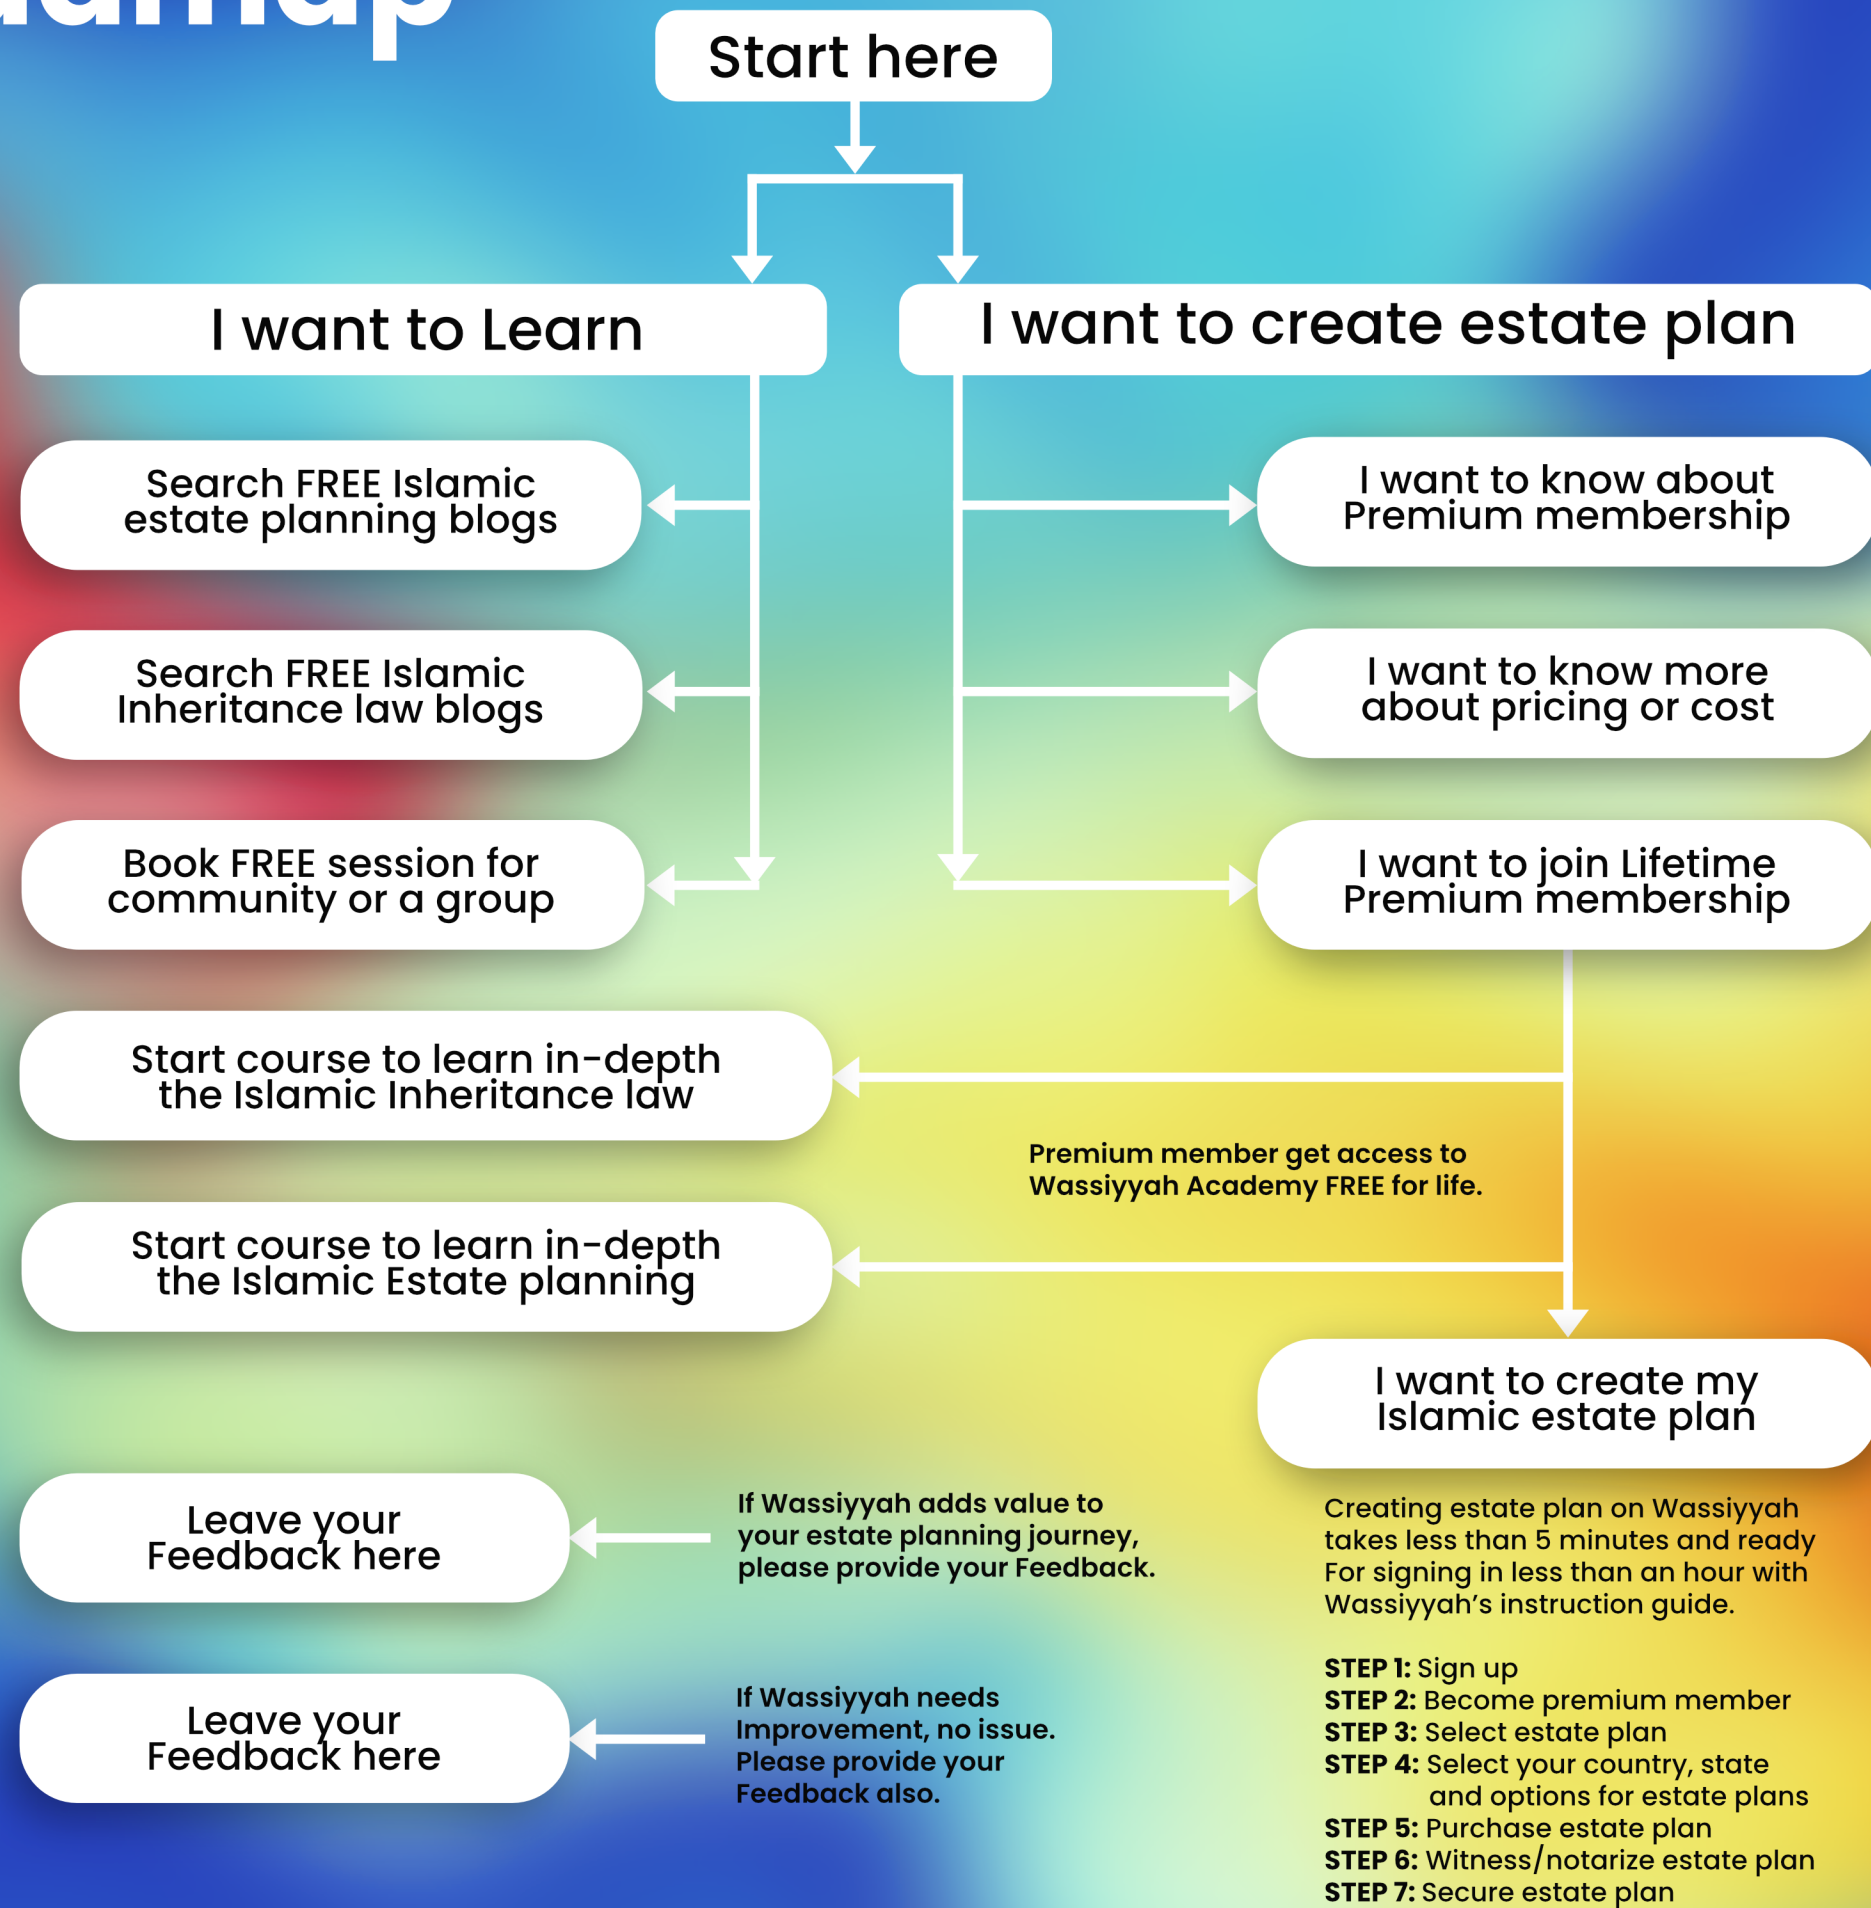 Start here
I want to Learn
I want to create estate plan
Search FREE Islamic
estate planning blogs
I want to know about
Premium membership
Search FREE Islamic
Inheritance law blogs
I want to know more
about pricing or cost
Book FREE session for
community or a group
I want to join Lifetime
Premium membership
Start course to learn in-depth
the Islamic Inheritance law
Premium member get access to
Wassiyyah Academy FREE for life.
Start course to learn in-depth
the Islamic Estate planning
I want to create my
Islamic estate plan
Leave your
Feedback here
If Wassiyyah adds value to
your estate planning journey,
please provide your Feedback.
Creating estate plan on Wassiyyah
takes less than 5 minutes and ready
For signing in less than an hour with
Wassiyyah’s instruction guide.
Leave your
Feedback here
If Wassiyyah needs
Improvement, no issue.
Please provide your
Feedback also.
STEP 1: Sign up
STEP 2: Become premium member
STEP 3: Select estate plan
STEP 4: Select your country, state
and options for estate plans
STEP 5: Purchase estate plan
STEP 6: Witness/notarize estate plan
STEP 7: Secure estate plan